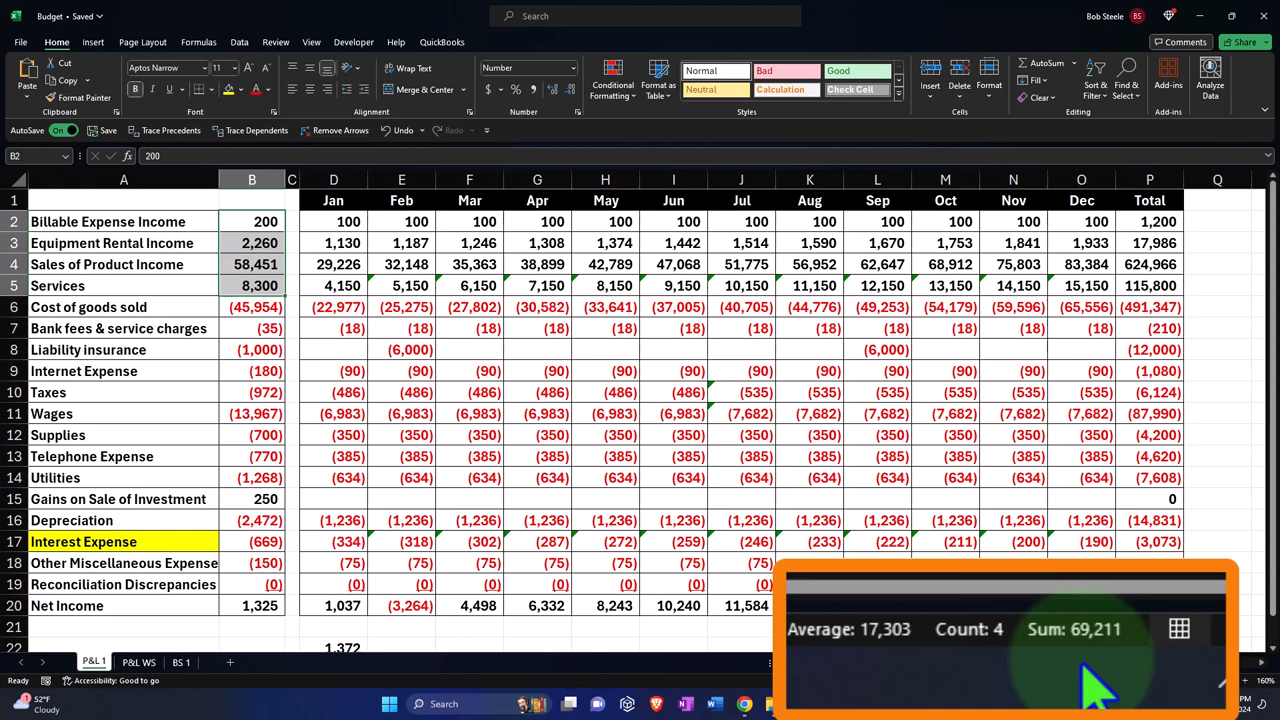 Budget • Saved
Search
Bob Steele BS
File Home Insert Page Layout Formulas Data Review View Developer Automate Help QuickBooks
Comments Share
Paste
Cut
Copy
Format Painter
Clipboard
Aptos Narrow 11
Font
Wrap Text
Merge & Center
Alignment
Number
Number
Conditional Formatting
Format as Table
Normal Bad Good
Neutral Calculation Check Cell
Styles
Insert Delete Format
Cells
AutoSum
Fill
Clear
Sort & Filter
Find & Select
Editing
Add-ins
Add-ins
Analyze Data
AutoSave On Save Trace Precedents Trace Dependents Remove Arrows Undo Redo
B2 fx 200
A B C D E F G H I J K L M N O P Q
1 Jan Feb Mar Apr May Jun Jul Aug Sep Oct Nov Dec Total
2 Billable Expense Income 200 100 100 100 100 100 100 100 100 100 100 100 100 1,200
3 Equipment Rental Income 2,260 1,130 1,187 1,246 1,308 1,374 1,442 1,514 1,590 1,670 1,753 1,841 1,933 17,986
4 Sales of Product Income 58,451 29,226 32,148 35,363 38,899 42,789 47,068 51,775 56,952 62,647 68,912 75,803 83,384 624,966
5 Services 8,300 4,150 5,150 6,150 7,150 8,150 9,150 10,150 11,150 12,150 13,150 14,150 15,150 115,800
6 Cost of goods sold (45,954) (22,977) (25,275) (27,802) (30,582) (33,641) (37,005) (40,705) (44,776) (49,253) (54,179) (59,596) (65,556) (491,347)
7 Bank fees & service charges (35) (18) (18) (18) (18) (18) (18) (18) (18) (18) (18) (18) (18) (210)
8 Liability insurance (1,000) (6,000) (6,000) (12,000)
9 Internet Expense (180) (90) (90) (90) (90) (90) (90) (90) (90) (90) (90) (90) (90) (1,080)
10 Taxes (972) (486) (486) (486) (486) (486) (486) (535) (535) (535) (535) (535) (535) (6,124)
11 Wages (13,967) (6,983) (6,983) (6,983) (6,983) (6,983) (6,983) (7,682) (7,682) (7,682) (7,682) (7,682) (7,682) (87,990)
12 Supplies (700) (350) (350) (350) (350) (350) (350) (350) (350) (350) (350) (350) (350) (4,200)
13 Telephone Expense (770) (385) (385) (385) (385) (385) (385) (385) (385) (385) (385) (385) (385) (4,620)
14 Utilities (1,268) (634) (634) (634) (634) (634) (634) (634) (634) (634) (634) (634) (634) (7,608)
15 Gains on Sale of Investment 250 0
16 Depreciation (2,472) (1,236) (1,236) (1,236) (1,236) (1,236) (1,236) (1,236) (1,236) (1,236) (1,236) (1,236) (1,236) (14,831)
17 Interest Expense (669) (334) (318) (302) (287) (272) (259) (246) (233) (222) (211) (200) (190) (3,073)
18 Other Miscellaneous Expense (150) (75) (75) (75) (75) (75) (75) (75)
19 Reconciliation Discrepancies (0) (0) (0) (0) (0) (0) (0) (0)
20 Net Income 1,325 1,037 (3,264) 4,498 6,332 8,243 10,240 11,584
21
22 1,372
Average: 17,303 Count: 4 Sum: 69,211
P&L 1 P&L WS BS 1
Ready Accessibility: Good to go 160%
52°F
Cloudy
Search